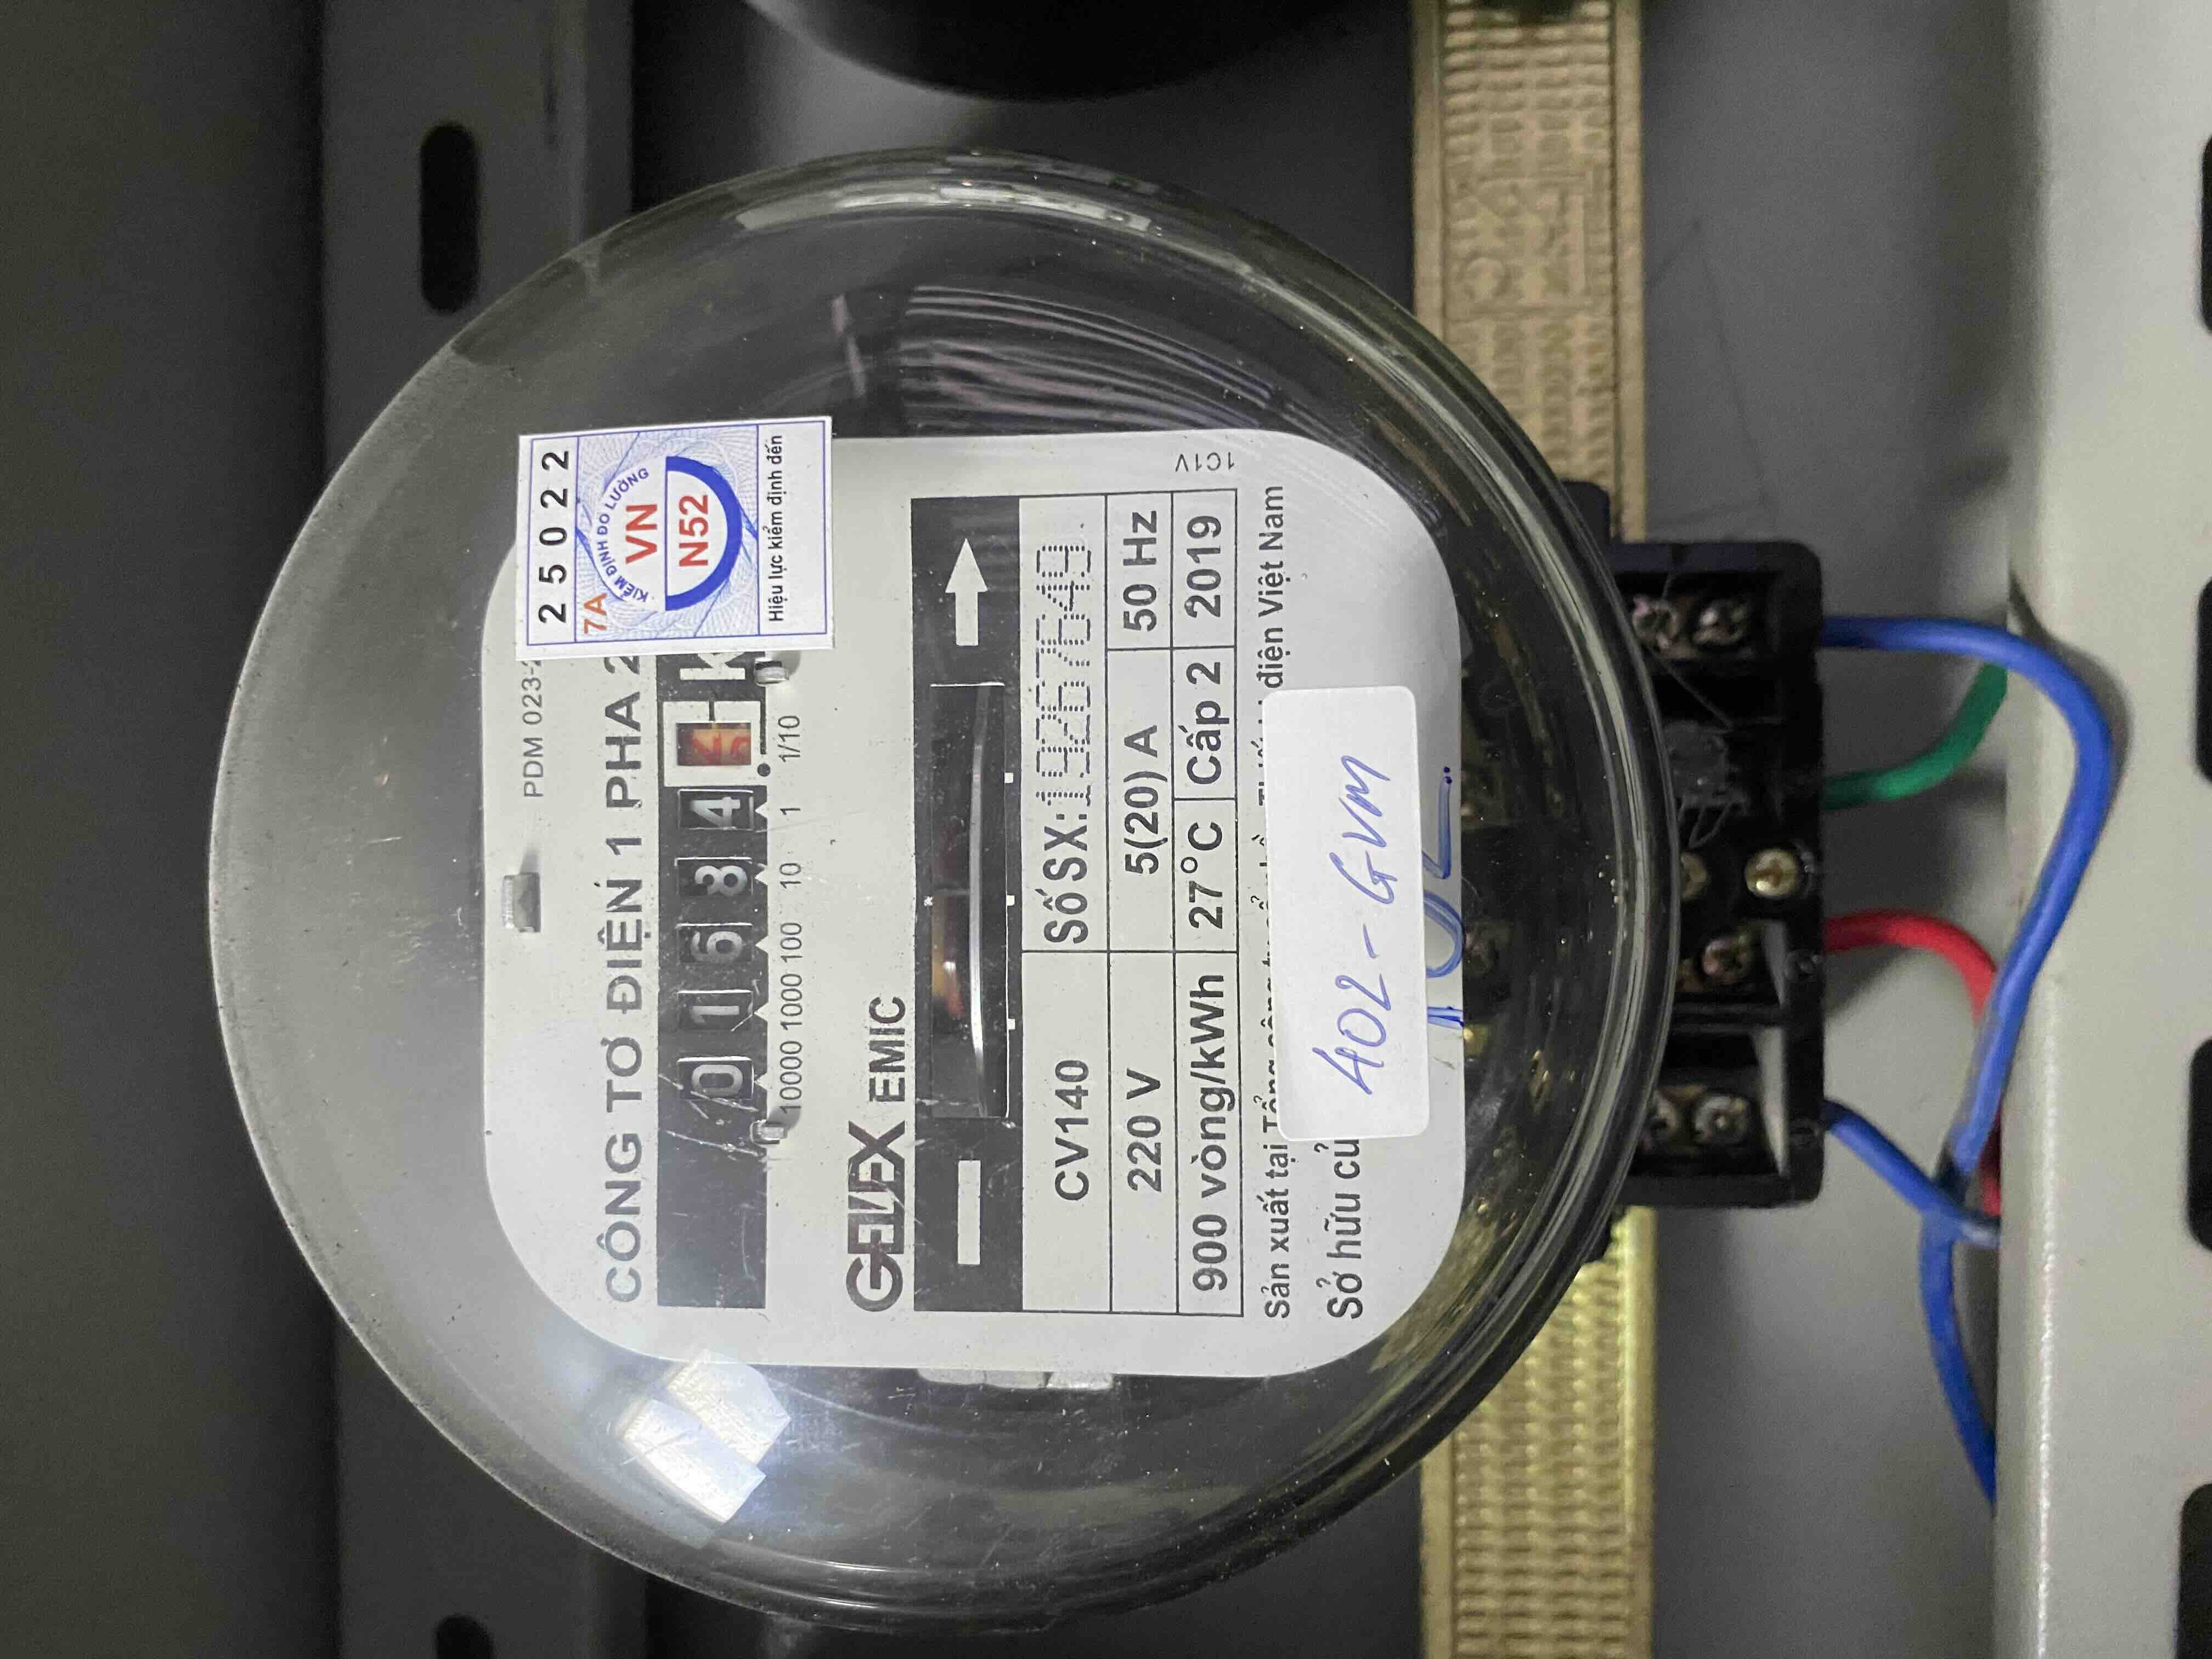 25022
7A
KIỂM ĐỊNH ĐO LƯỜNG
VN
N52
Hiệu lực kiểm định đến
PDM 023-
CÔNG TƠ ĐIỆN 1 PHA 2
0 1 6 8 4
10000 1000 100 10 1 1/10
GELEX EMIC
CV140 Số SX: 19267649
220 V 5(20) A 50 Hz
900 vòng/kWh 27°C Cấp 2 2019
1C1V
Sản xuất tại Tổng điện Việt Nam
Sở hữu củ
A02-GVM